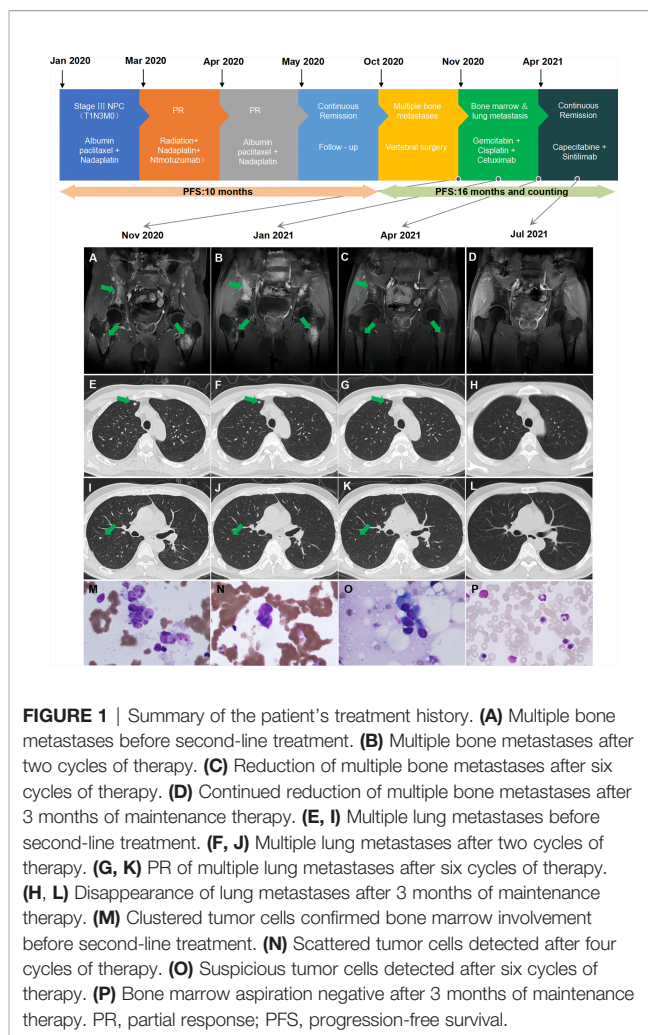 Jan 2020 Mar 2020 Apr 2020 May 2020 Oct 2020 Nov 2020 Apr 2021
Stage III NPC
（T1N3M0）
Albumin
paclitaxel +
Nadaplatin
PR
Radiation+
Nadaplatin+
Ntmotuzumab）
PR
Albumin
paclitaxel +
Nadaplatin
Continuous
Remission
Follow - up
Multiple bone
metastases
Vertebral surgery
Bone marrow &
lung metastasis
Gemcitabin +
Cisplatin +
Cetuximab
Continuous
Remission
Capecitabine +
Sintilimab
PFS:10 months PFS:16 months and counting
Nov 2020 Jan 2021 Apr 2021 Jul 2021
A B C D
E F G H
I J K L
M N O P
FIGURE 1 | Summary of the patient's treatment history. (A) Multiple bone
metastases before second-line treatment. (B) Multiple bone metastases after
two cycles of therapy. (C) Reduction of multiple bone metastases after six
cycles of therapy. (D) Continued reduction of multiple bone metastases after
3 months of maintenance therapy. (E, I) Multiple lung metastases before
second-line treatment. (F, J) Multiple lung metastases after two cycles of
therapy. (G, K) PR of multiple lung metastases after six cycles of therapy.
(H, L) Disappearance of lung metastases after 3 months of maintenance
therapy. (M) Clustered tumor cells confirmed bone marrow involvement
before second-line treatment. (N) Scattered tumor cells detected after four
cycles of therapy. (O) Suspicious tumor cells detected after six cycles of
therapy. (P) Bone marrow aspiration negative after 3 months of maintenance
therapy. PR, partial response; PFS, progression-free survival.